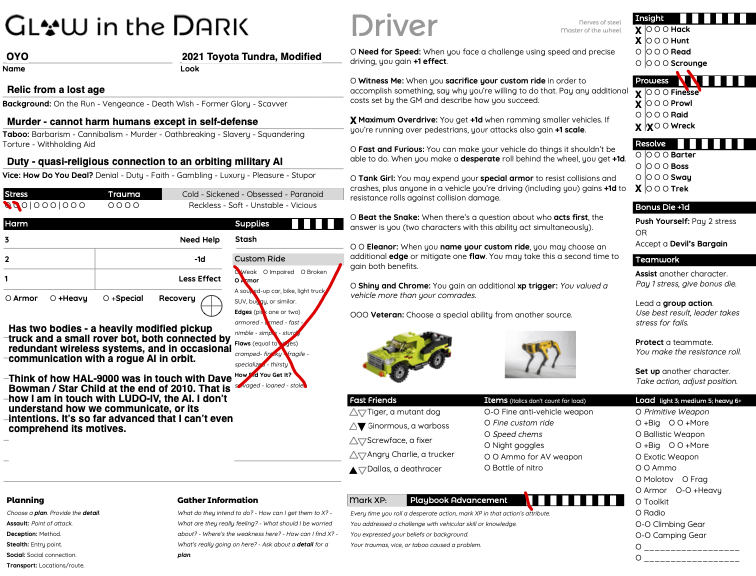 GLOW in the DARK
OYO
2021 Toyota Tundra, Modified
Name
Look
Relic from a lost age
Background: On the Run - Vengeance - Death Wish - Former Glory - Scavver
Murder - cannot harm humans except in self-defense
Taboo: Barbarism - Cannibalism - Murder - Oathbreaking - Slavery - Squandering
Torture - Withholding Aid
Duty - quasi-religious connection to an orbiting military AI
Vice: How Do You Deal? Denial - Duty - Faith - Gambling - Luxury - Pleasure - Stupor
Stress
Trauma
Cold - Sickened - Obsessed - Paranoid
Reckless - Soft - Unstable - Vicious
Harm
3
Need Help
2
-1d
1
Less Effect
O Armor O +Heavy O +Special Recovery
Has two bodies - a heavily modified pickup
truck and a small rover bot, both connected by
redundant wireless systems, and in occasional
communication with a rogue AI in orbit.
Think of how HAL-9000 was in touch with Dave
Bowman / Star Child at the end of 2010. That is
how I am in touch with LUDO-IV, the AI. I don't
understand how we communicate, or its
intentions. It's so far advanced that I can't even
comprehend its motives.
Supplies
Stash
Custom Ride
O Weak O Impaired O Broken
O Armor
A souped-up car, bike, light truck,
SUV, buggy, or similar.
Edges (pick one or two)
armored - armed - fast -
nimble - simple - sturdy
Flaws (equal to edges)
cramped - finicky - fragile -
specialized - thirsty
How Did You Get It?
salvaged - loaned - stolen
Planning
Choose a plan. Provide the detail.
Assault: Point of attack.
Deception: Method.
Stealth: Entry point.
Social: Social connection.
Transport: Locations/route.
Gather Information
What do they intend to do? - How can I get them to X? -
What are they really feeling? - What should I be worried
about? - Where's the weakness here? - How can I find X? -
What's really going on here? - Ask about a detail for a
plan
Driver
Nerves of steel
Master of the wheel
O Need for Speed: When you face a challenge using speed and precise
driving, you gain +1 effect.
O Witness Me: When you sacrifice your custom ride in order to
accomplish something, say why you're willing to do that. Pay any additional
costs set by the GM and describe how you succeed.
X Maximum Overdrive: You get +1d when ramming smaller vehicles. If
you're running over pedestrians, your attacks also gain +1 scale.
O Fast and Furious: You can make your vehicle do things it shouldn't be
able to do. When you make a desperate roll behind the wheel, you get +1d.
O Tank Girl: You may expend your special armor to resist collisions and
crashes, plus anyone in a vehicle you're driving (including you) gains +1d to
resistance rolls against collision damage.
O Beat the Snake: When there's a question about who acts first, the
answer is you (two characters with this ability act simultaneously).
O O Eleanor: When you name your custom ride, you may choose an
additional edge or mitigate one flaw. You may take this a second time to
gain both benefits.
O Shiny and Chrome: You gain an additional xp trigger: You valued a
vehicle more than your comrades.
OOO Veteran: Choose a special ability from another source.
Fast Friends
Tiger, a mutant dog
Ginormous, a warboss
Screwface, a fixer
Angry Charlie, a trucker
Dallas, a deathracer
Items (Italics don't count for load)
O-O Fine anti-vehicle weapon
O Fine custom ride
O Speed chems
O Night goggles
O O Ammo for AV weapon
O Bottle of nitro
Mark XP:
Playbook Advancement
Every time you roll a desperate action, mark XP in that action's attribute.
You addressed a challenge with vehicular skill or knowledge.
You expressed your beliefs or background.
Your traumas, vice, or taboo caused a problem.
Insight
X O O O Hack
X O O O Hunt
O O O O Read
O O O O Scrounge
Prowess
X O O O Finesse
X O O O Prowl
O O O O Raid
X X O O Wreck
Resolve
O O O O Barter
O O O O Boss
O O O O Sway
X O O O Trek
Bonus Die +1d
Push Yourself: Pay 2 stress
OR
Accept a Devil's Bargain
Teamwork
Assist another character.
Pay 1 stress, give bonus die.
Lead a group action.
Use best result, leader takes
stress for fails.
Protect a teammate.
You make the resistance roll.
Set up another character.
Take action, adjust position.
Load light 3; medium 5; heavy 6+
O Primitive Weapon
O +Big O O +More
O Ballistic Weapon
O +Big O O +More
O Exotic Weapon
O O Ammo
O Molotov O Frag
O Armor O-O +Heavy
O Toolkit
O Radio
O-O Climbing Gear
O-O Camping Gear
O
O